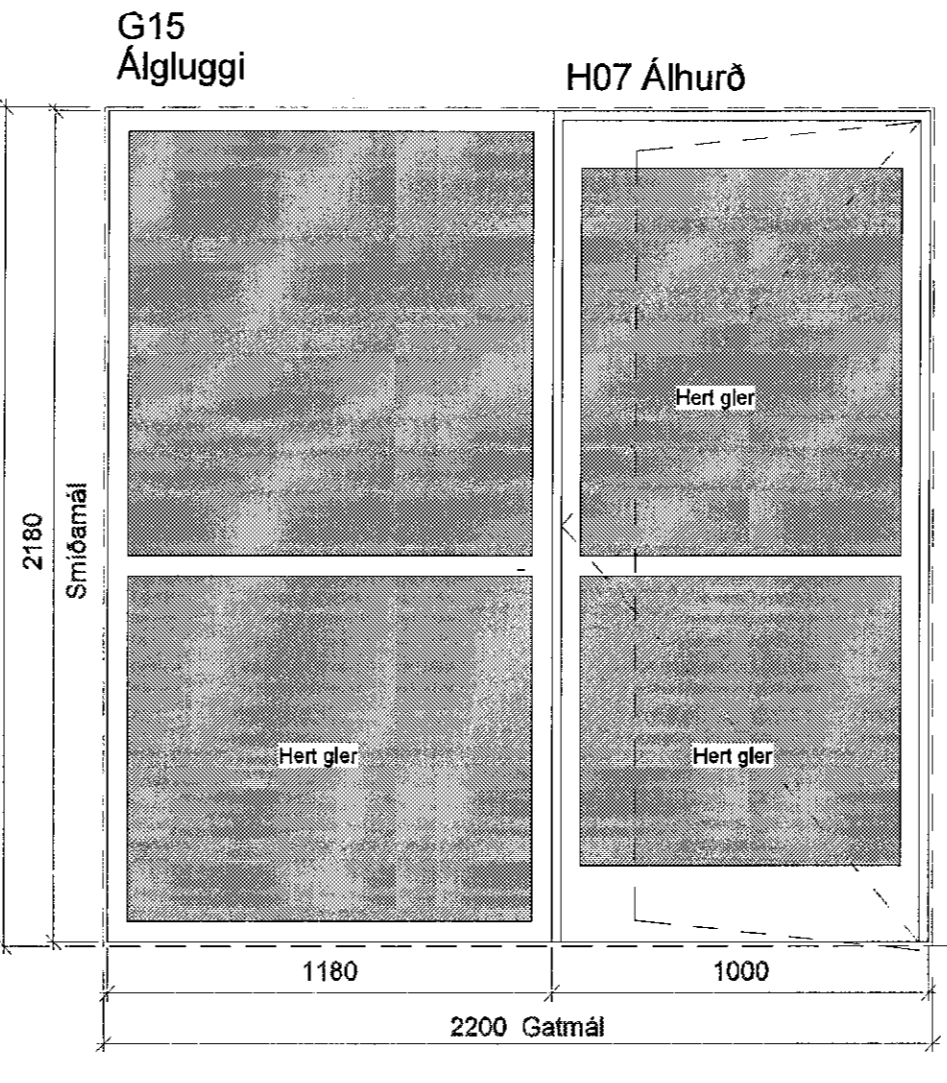 G15
Álgluggi
H07 Álhurð
Hert gler
2180
Smíðamál
Hert gler
Hert gler
1180
1000
2200 Gatmál